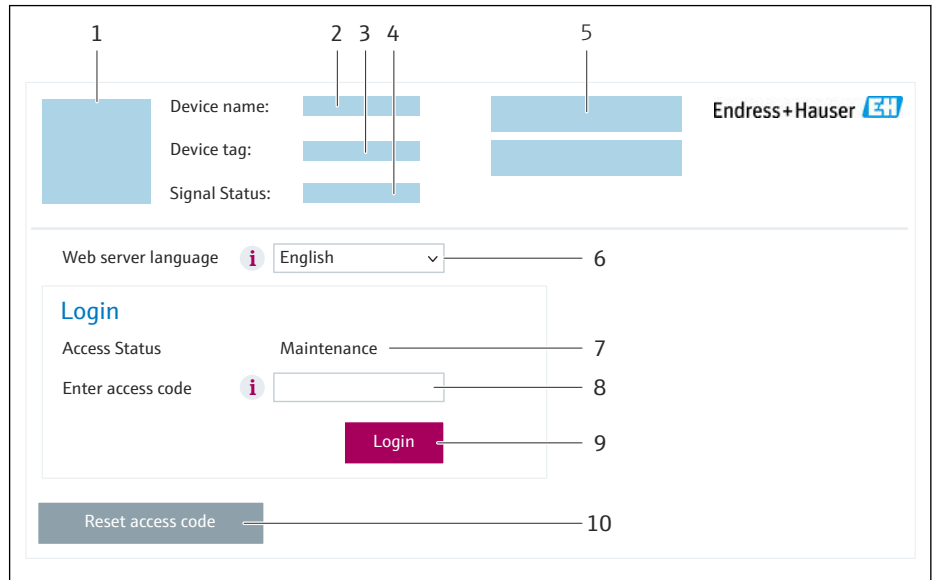 1 2 3 4 5
Device name:
Endress+Hauser EH
Device tag:
Signal Status:
Web server language i English 6
Login
Access Status Maintenance 7
Enter access code i 8
Login 9
Reset access code 10